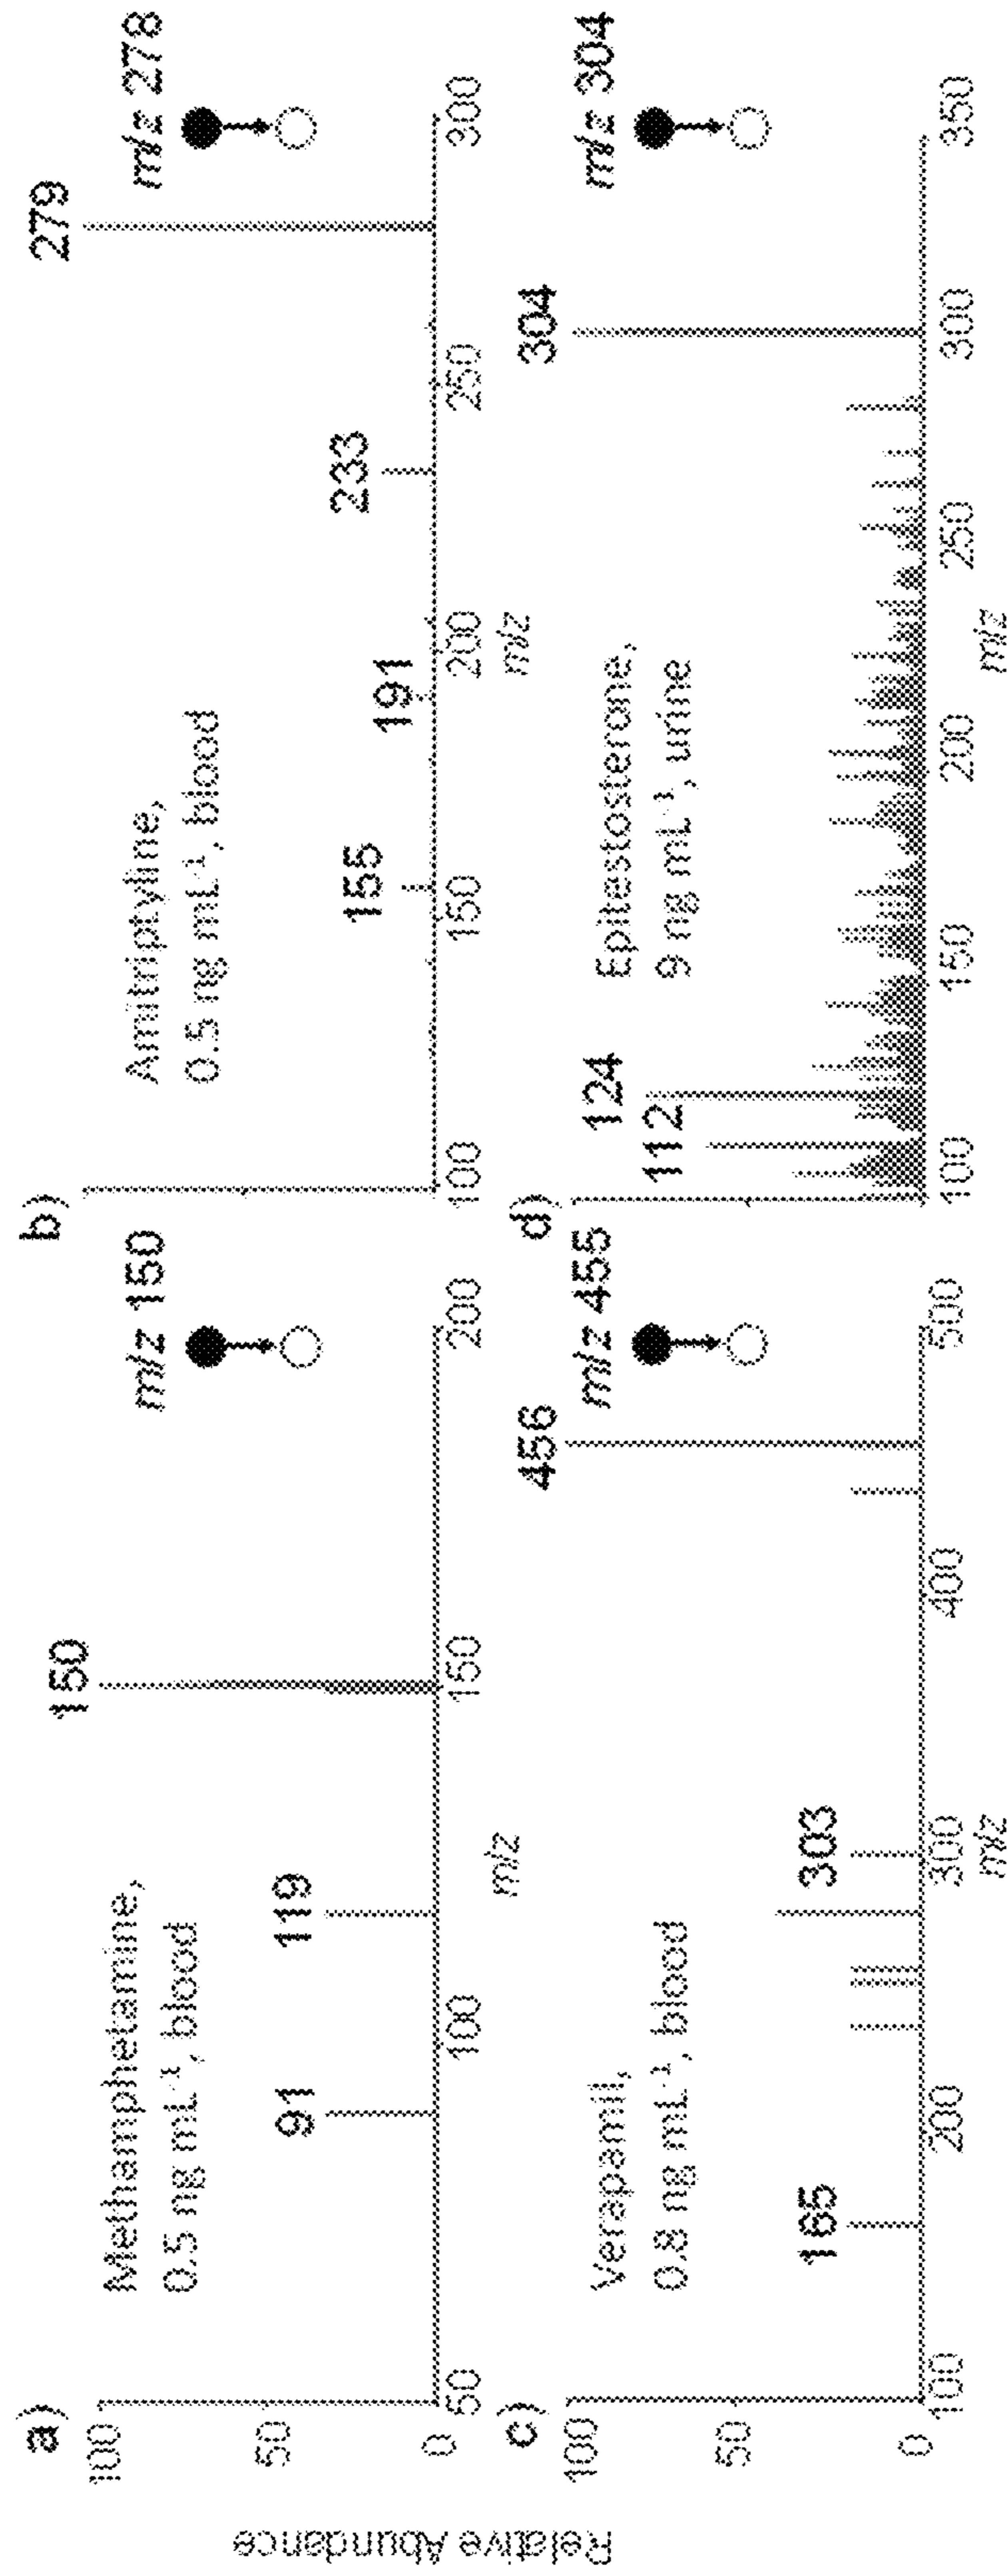 Relative Abundance
a)
100
50
0
Methamphetamine,
0.5 ng mL⁻¹, blood
91
119
150
m/z 150
50
100
150
200
m/z
b)
Amitriptyline,
0.5 ng mL⁻¹, blood
155
191
233
279
m/z 278
100
150
200
250
300
m/z
c)
100
50
0
Verapamil,
0.8 ng mL⁻¹, blood
165
303
456
m/z 455
100
200
300
400
500
m/z
d)
Epitestosterone,
9 ng mL⁻¹, urine
112
124
304
m/z 304
100
150
200
250
300
350
m/z